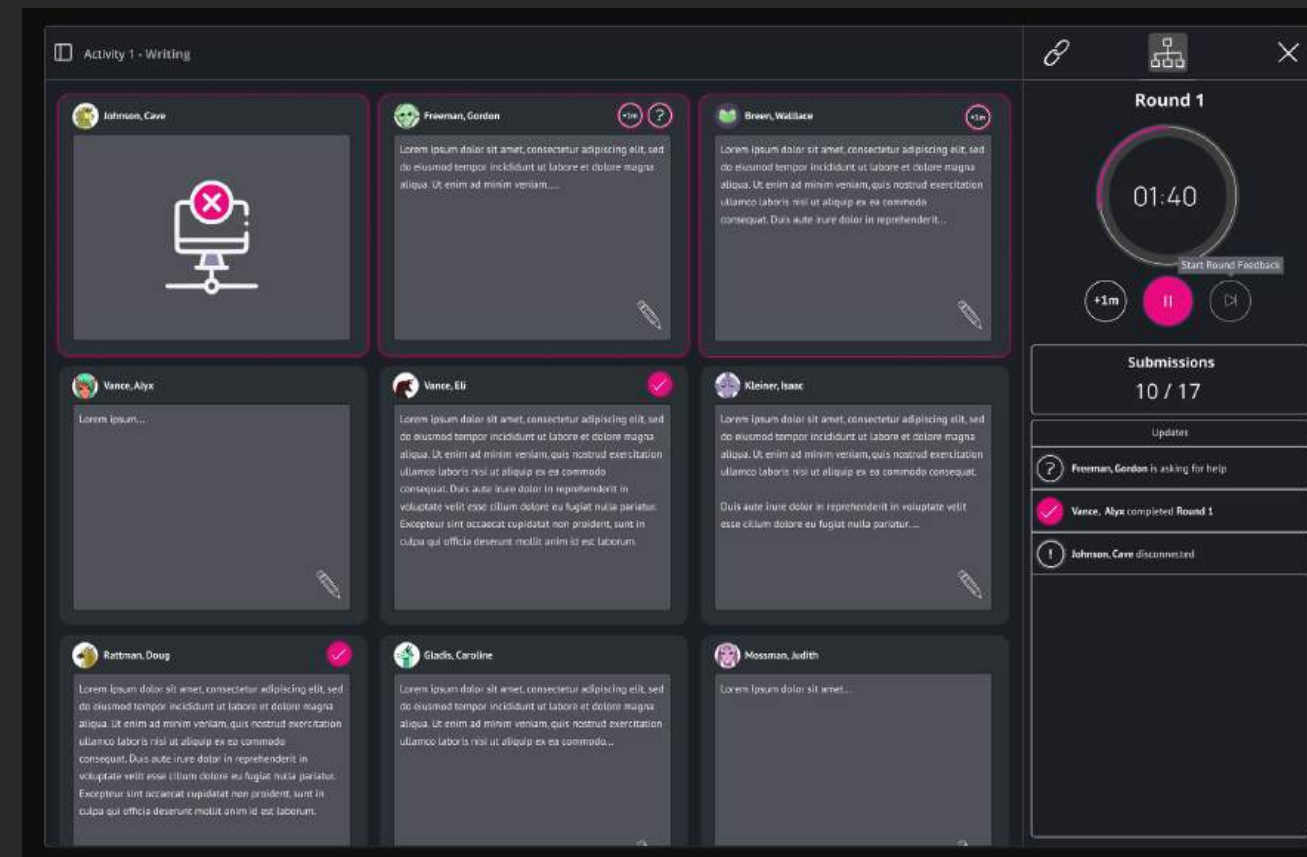 Activity 1 - Writing
Johnson, Cave
Freeman, Gordon
+1m
?
Lorem ipsum dolor sit amet, consectetur adipiscing elit, sed
do eiusmod tempor incididunt ut labore et dolore magna
aliqua. Ut enim ad minim veniam....
Breen, Walllace
+1m
Lorem ipsum dolor sit amet, consectetur adipiscing elit, sed
do eiusmod tempor incididunt ut labore et dolore magna
aliqua. Ut enim ad minim veniam, quis nostrud exercitation
ullamco laboris nisi ut aliquip ex ea commodo
consequat. Duis aute irure dolor in reprehenderit...
Vance, Alyx
Lorem ipsum...
Vance, Eli
Lorem ipsum dolor sit amet, consectetur adipiscing elit, sed
do eiusmod tempor incididunt ut labore et dolore magna
aliqua. Ut enim ad minim veniam, quis nostrud exercitation
ullamco laboris nisi ut aliquip ex ea commodo
consequat. Duis aute irure dolor in reprehenderit in
voluptate velit esse cillum dolore eu fugiat nulla pariatur.
Excepteur sint occaecat cupidatat non proident, sunt in
culpa qui officia deserunt mollit anim id est laborum.
Kleiner, Isaac
Lorem ipsum dolor sit amet, consectetur adipiscing elit, sed
do eiusmod tempor incididunt ut labore et dolore magna
aliqua. Ut enim ad minim veniam, quis nostrud exercitation
ullamco laboris nisi ut aliquip ex ea commodo consequat.
Duis aute irure dolor in reprehenderit in voluptate velit
esse cillum dolore eu fugiat nulla pariatur....
Rattman, Doug
Lorem ipsum dolor sit amet, consectetur adipiscing elit, sed
do eiusmod tempor incididunt ut labore et dolore magna
aliqua. Ut enim ad minim veniam, quis nostrud exercitation
ullamco laboris nisi ut aliquip ex ea commodo
consequat. Duis aute irure dolor in reprehenderit in
voluptate velit esse cillum dolore eu fugiat nulla pariatur.
Excepteur sint occaecat cupidatat non proident, sunt in
culpa qui officia deserunt mollit anim id est laborum.
Gladis, Caroline
Lorem ipsum dolor sit amet, consectetur adipiscing elit, sed
do eiusmod tempor incididunt ut labore et dolore magna
aliqua. Ut enim ad minim veniam, quis nostrud exercitation
ullamco laboris nisi ut aliquip ex ea commodo...
Mossman, Judith
Lorem ipsum dolor sit amet...
Round 1
01:40
Start Round Feedback
+1m
Submissions
10 / 17
Updates
? Freeman, Gordon is asking for help
Vance, Alyx completed Round 1
! Johnson, Cave disconnected